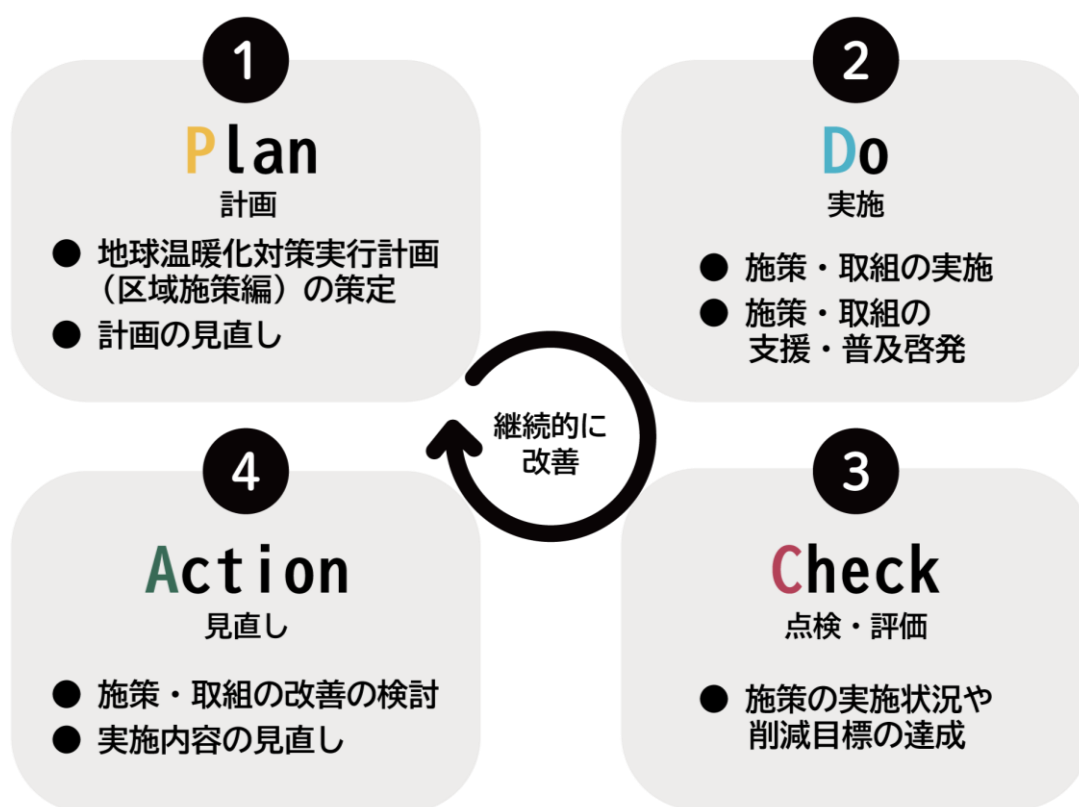 1
Plan
計画
● 地球温暖化対策実行計画
（区域施策編）の策定
● 計画の見直し
2
Do
実施
● 施策・取組の実施
● 施策・取組の
支援・普及啓発
継続的に
改善
3
Check
点検・評価
● 施策の実施状況や
削減目標の達成
4
Action
見直し
● 施策・取組の改善の検討
● 実施内容の見直し